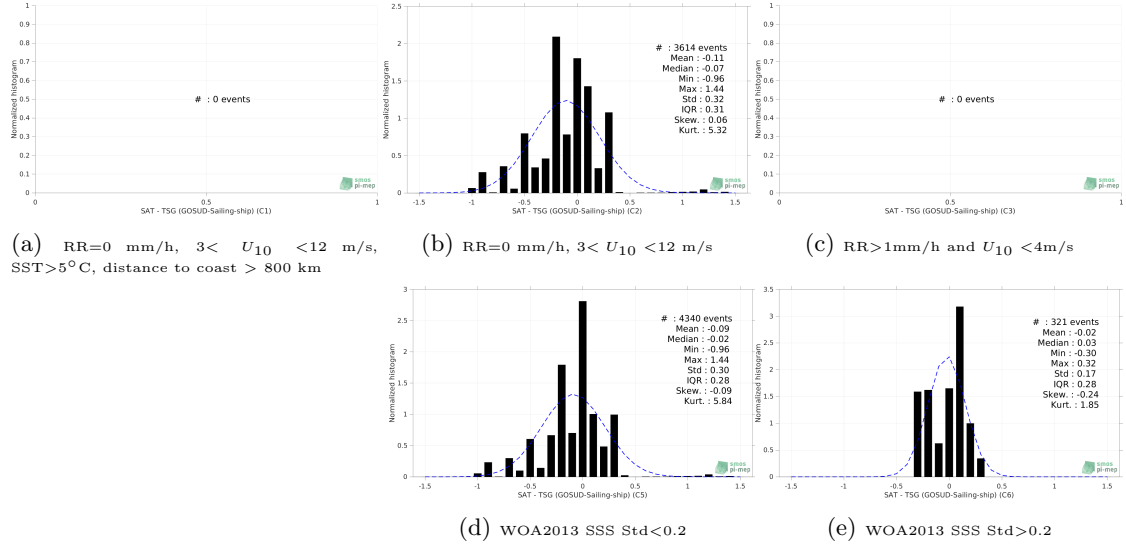 1
0.9
0.8
0.7
0.6
0.5
0.4
0.3
0.2
0.1
0
Normalized histogram
# : 0 events
0 0.5 1
SAT - TSG (GOSUD-Sailing-ship) (C1)
smos
pi-mep
2.5
2
1.5
1
0.5
0
Normalized histogram
# : 3614 events
Mean : -0.11
Median : -0.07
Min : -0.96
Max : 1.44
Std : 0.32
IQR : 0.31
Skew. : 0.06
Kurt. : 5.32
-1.5 -1 -0.5 0 0.5 1 1.5
SAT - TSG (GOSUD-Sailing-ship) (C2)
smos
pi-mep
1
0.9
0.8
0.7
0.6
0.5
0.4
0.3
0.2
0.1
0
Normalized histogram
# : 0 events
0 0.5 1
SAT - TSG (GOSUD-Sailing-ship) (C3)
smos
pi-mep
(a) RR=0 mm/h, 3< U10 <12 m/s,
SST>5°C, distance to coast > 800 km
(b) RR=0 mm/h, 3< U10 <12 m/s
(c) RR>1mm/h and U10 <4m/s
3
2.5
2
1.5
1
0.5
0
Normalized histogram
# : 4340 events
Mean : -0.09
Median : -0.02
Min : -0.96
Max : 1.44
Std : 0.30
IQR : 0.28
Skew. : -0.09
Kurt. : 5.84
-1.5 -1 -0.5 0 0.5 1 1.5
SAT - TSG (GOSUD-Sailing-ship) (C5)
smos
pi-mep
3.5
3
2.5
2
1.5
1
0.5
0
Normalized histogram
# : 321 events
Mean : -0.02
Median : 0.03
Min : -0.30
Max : 0.32
Std : 0.17
IQR : 0.28
Skew. : -0.24
Kurt. : 1.85
-1.5 -1 -0.5 0 0.5 1 1.5
SAT - TSG (GOSUD-Sailing-ship) (C6)
smos
pi-mep
(d) WOA2013 SSS Std<0.2
(e) WOA2013 SSS Std>0.2